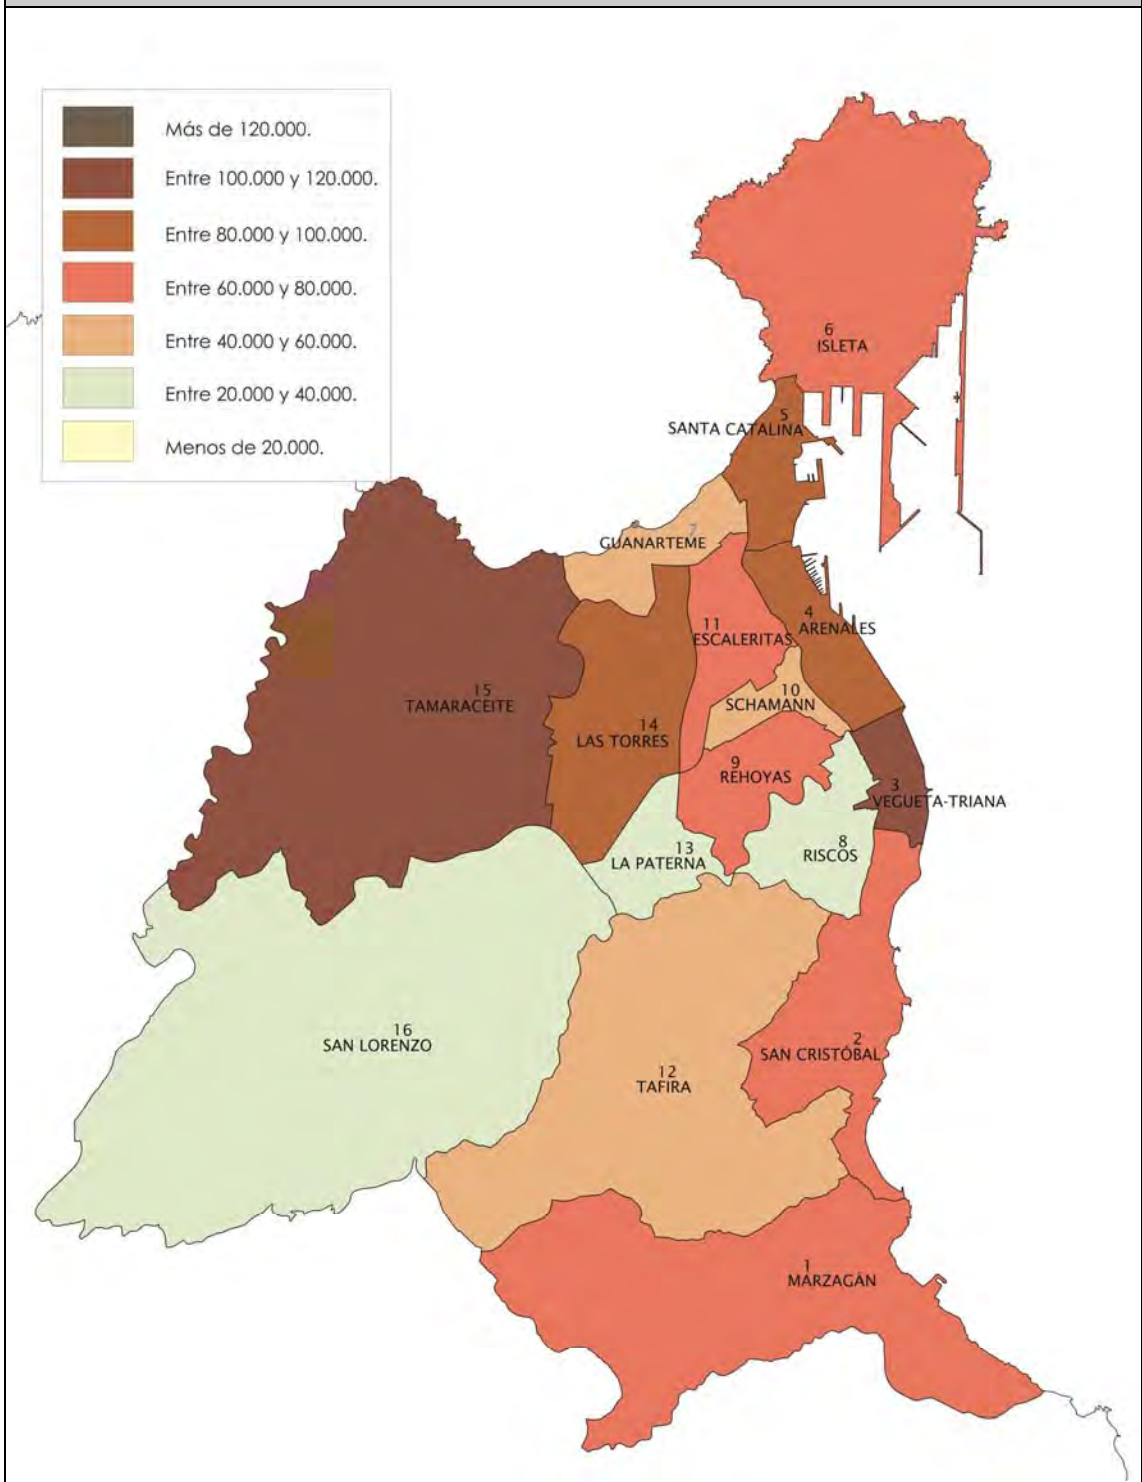 Más de 120.000.
Entre 100.000 y 120.000.
Entre 80.000 y 100.000.
Entre 60.000 y 80.000.
Entre 40.000 y 60.000.
Entre 20.000 y 40.000.
Menos de 20.000.
6
ISLETA
5
SANTA CATALINA
7
GUANARTEME
4
ARENALES
11
ESCALERITAS
10
SCHAMANN
15
TAMARACEITE
14
LAS TORRES
9
REHOYAS
3
VEGUETA-TRIANA
13
LA PATERNA
8
RISCOS
16
SAN LORENZO
2
SAN CRISTÓBAL
12
TAFIRA
1
MARZAGÁN